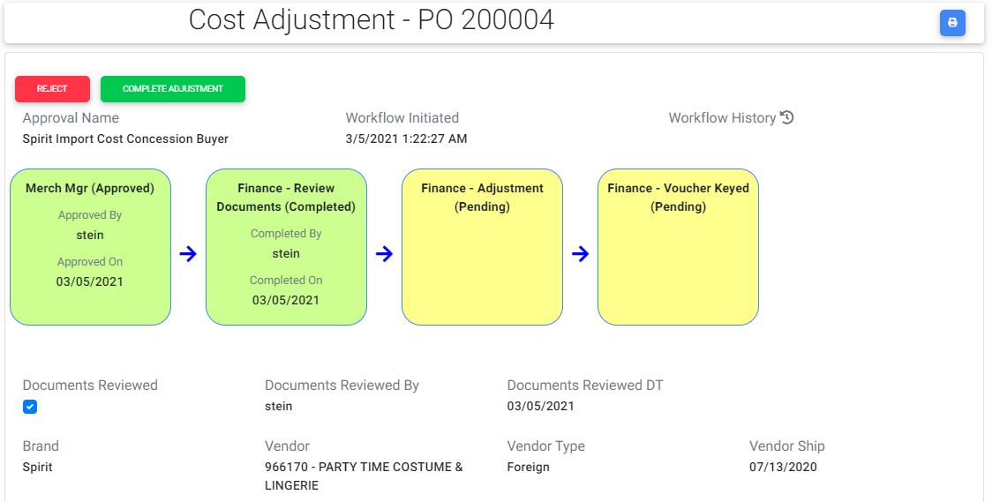 Cost Adjustment - PO 200004
REJECT
COMPLETE ADJUSTMENT
Approval Name
Workflow Initiated
Workflow History
Spirit Import Cost Concession Buyer
3/5/2021 1:22:27 AM
Merch Mgr (Approved)
Approved By
stein
Approved On
03/05/2021
Finance - Review
Documents (Completed)
Completed By
stein
Completed On
03/05/2021
Finance - Adjustment
(Pending)
Finance - Voucher Keyed
(Pending)
Documents Reviewed
Documents Reviewed By
stein
Documents Reviewed DT
03/05/2021
Brand
Spirit
Vendor
966170 - PARTY TIME COSTUME &
LINGERIE
Vendor Type
Foreign
Vendor Ship
07/13/2020